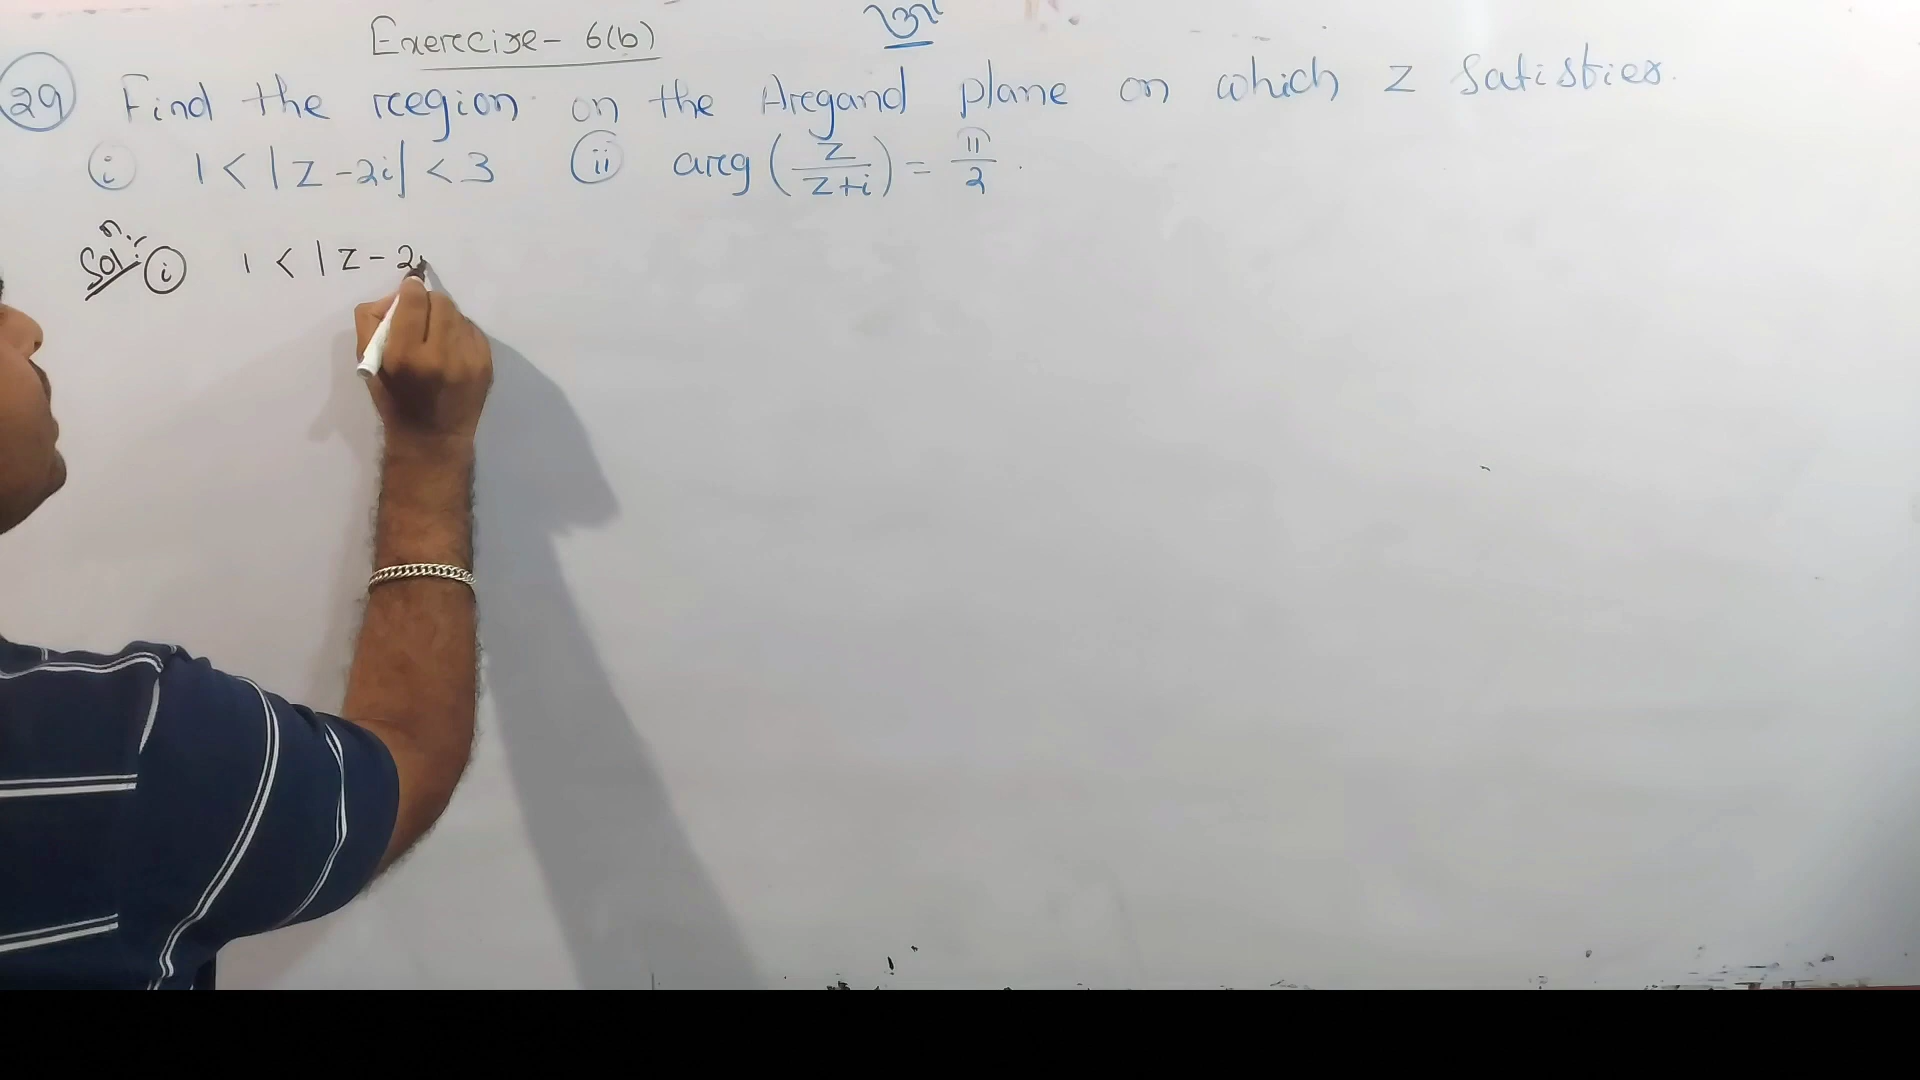 Exercise - 6(b)
29 Find the region on the Argand plane on which z satisfies.
(i) 1 < |z - 2i| < 3 (ii) arg(z/(z+i)) = π/2.
Solⁿ:- (i) 1 < |z - 2i